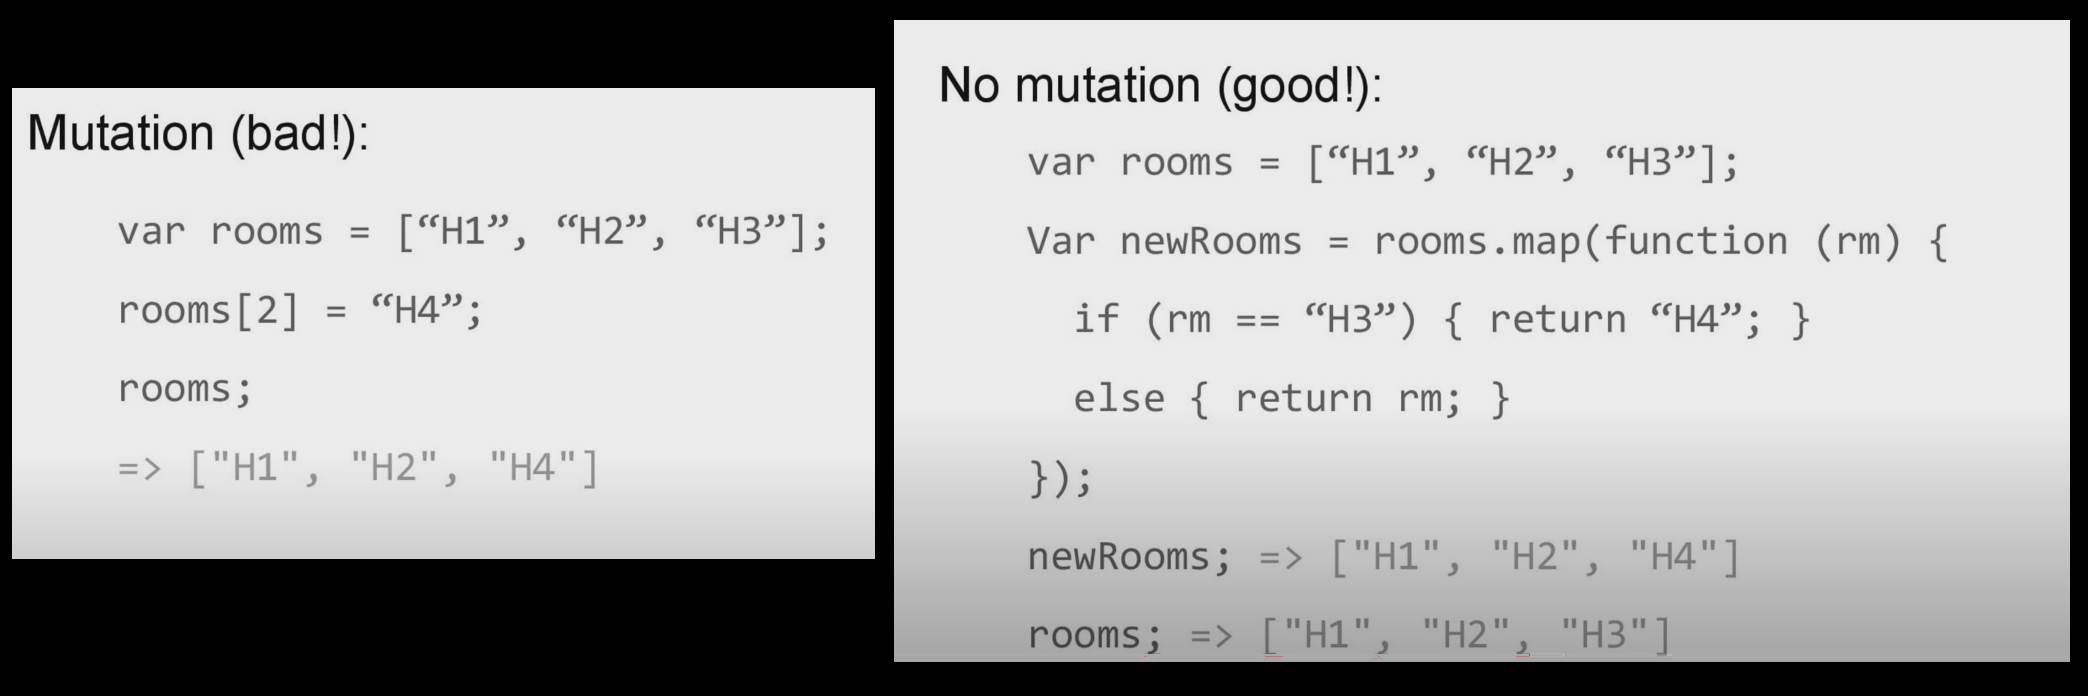 Mutation (bad!):
var rooms = [“H1”, “H2”, “H3”];
rooms[2] = “H4”;
rooms;
=> ["H1", "H2", "H4"]
No mutation (good!):
var rooms = [“H1”, “H2”, “H3”];
Var newRooms = rooms.map(function (rm) {
if (rm == “H3”) { return “H4”; }
else { return rm; }
});
newRooms; => ["H1", "H2", "H4"]
rooms; => ["H1", "H2", "H3"]